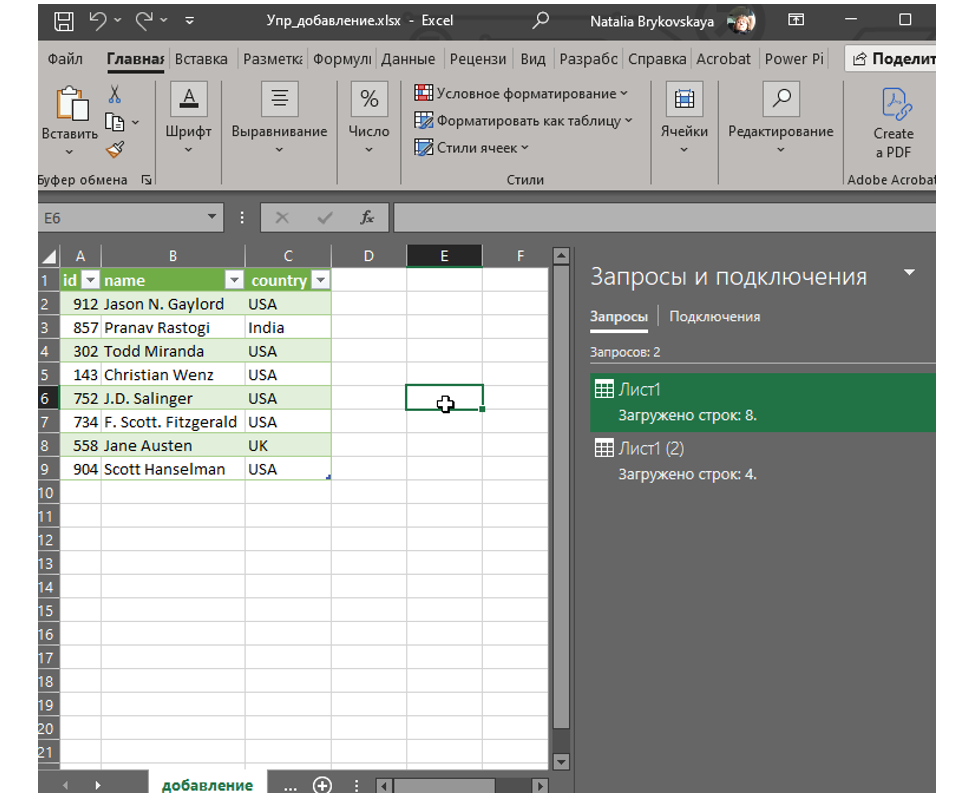 Упр_добавление.xlsx - Excel Natalia Brykovskaya
Файл Главная Вставка Разметка Формул Данные Рецензи Вид Разрабс Справка Acrobat Power Pi Поделит
Вставить Шрифт Выравнивание Число Условное форматирование Ячейки Редактирование Create а PDF
Форматировать как таблицу
Стили ячеек
Буфер обмена Стили Adobe Acrobat
E6 fx
A B C D E F
1 id name country
2 912 Jason N. Gaylord USA
3 857 Pranav Rastogi India
4 302 Todd Miranda USA
5 143 Christian Wenz USA
6 752 J.D. Salinger USA
7 734 F. Scott. Fitzgerald USA
8 558 Jane Austen UK
9 904 Scott Hanselman USA
10
11
12
13
14
15
16
17
18
19
20
21
Запросы и подключения
Запросы Подключения
Запросов: 2
Лист1
Загружено строк: 8.
Лист1 (2)
Загружено строк: 4.
добавление ...